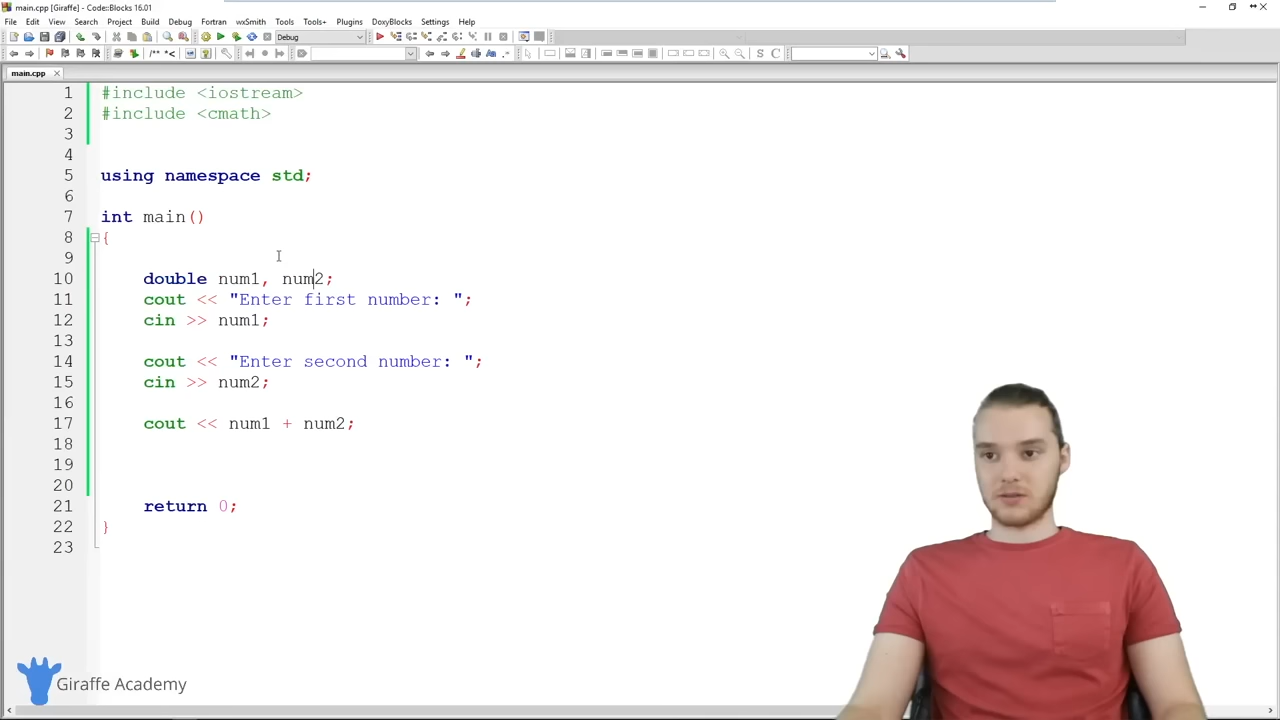 main.cpp [Giraffe] - Code::Blocks 16.01
File Edit View Search Project Build Debug Fortran wxSmith Tools Tools+ Plugins DoxyBlocks Settings Help
Debug
main.cpp
1 #include <iostream>
2 #include <cmath>
3
4
5 using namespace std;
6
7 int main()
8 {
9
10 double num1, num2;
11 cout << "Enter first number: ";
12 cin >> num1;
13
14 cout << "Enter second number: ";
15 cin >> num2;
16
17 cout << num1 + num2;
18
19
20
21 return 0;
22 }
23
Giraffe Academy